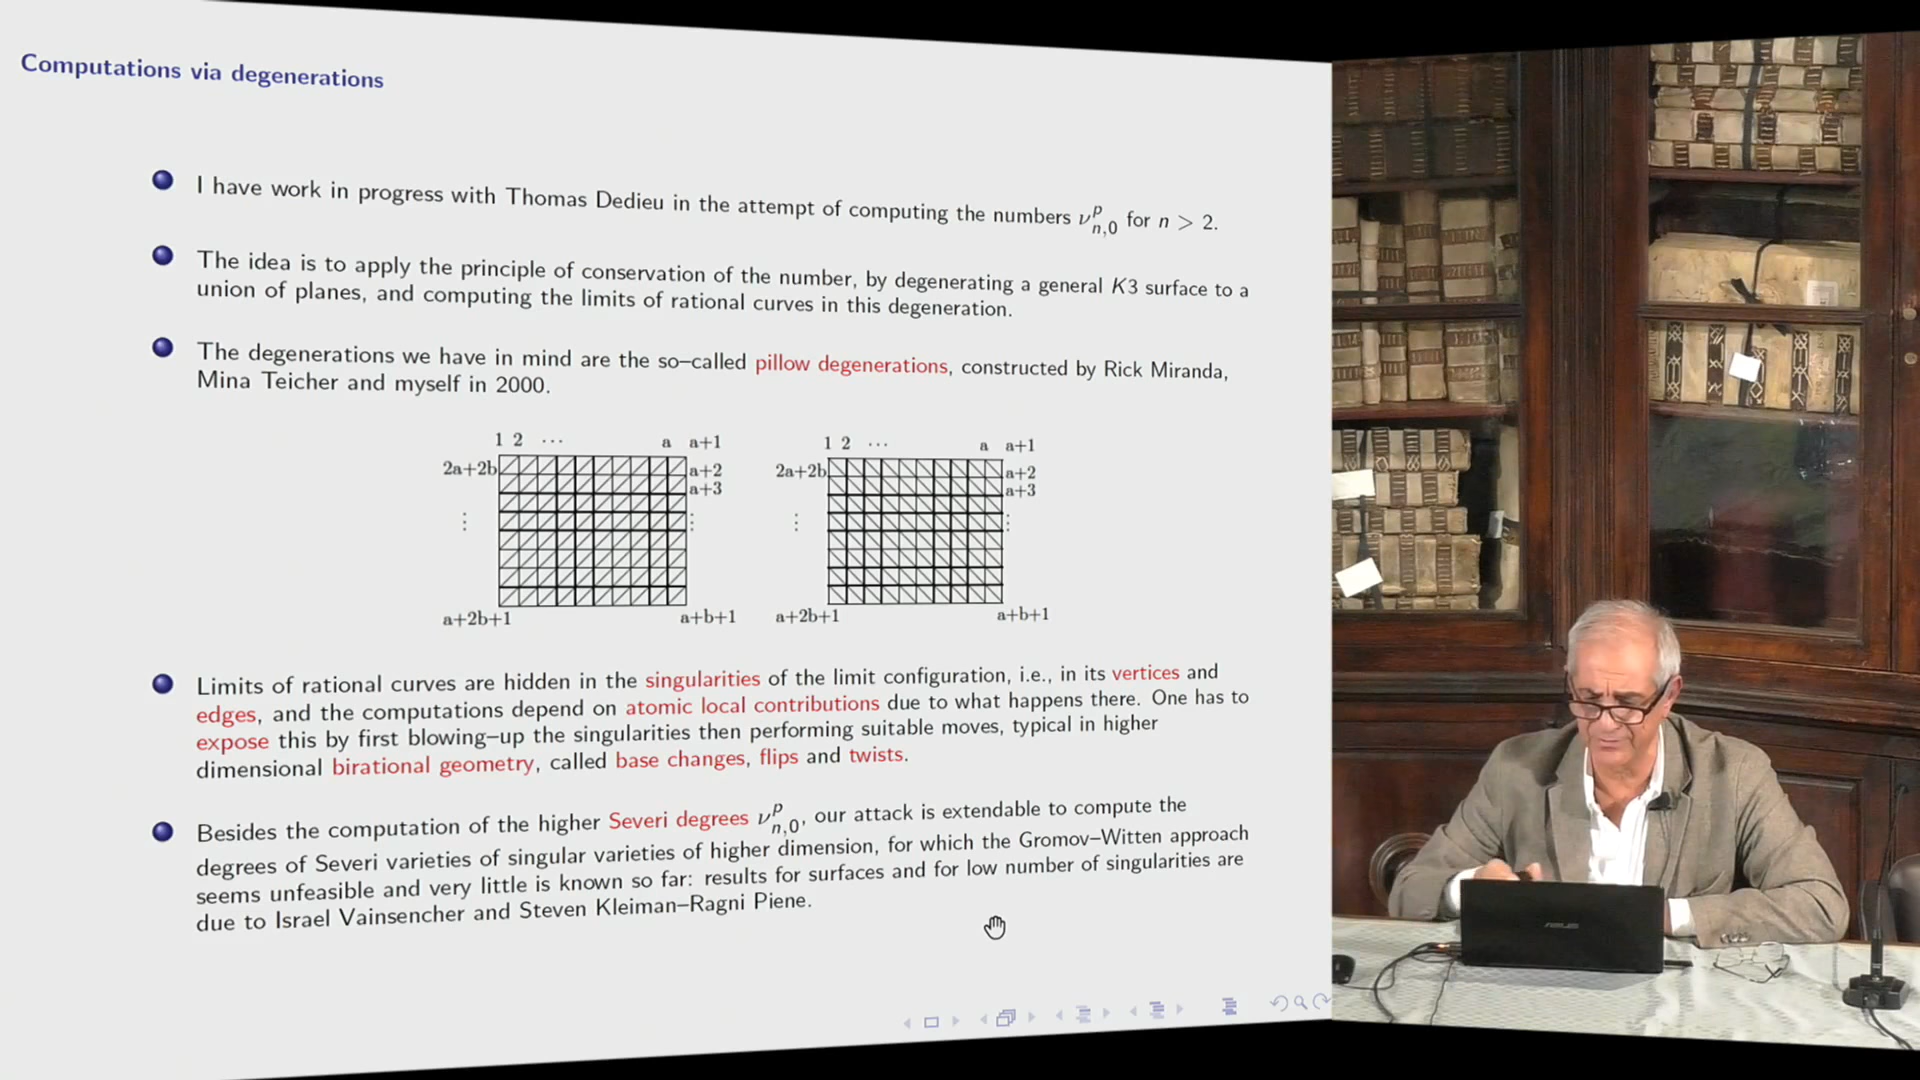 Computations via degenerations
I have work in progress with Thomas Dedieu in the attempt of computing the numbers ν^p_{n,0} for n > 2.
The idea is to apply the principle of conservation of the number, by degenerating a general K3 surface to a
union of planes, and computing the limits of rational curves in this degeneration.
The degenerations we have in mind are the so–called pillow degenerations, constructed by Rick Miranda,
Mina Teicher and myself in 2000.
1 2 ··· a a+1
2a+2b a+2
a+3
⋮ ⋮
a+2b+1 a+b+1
1 2 ··· a a+1
2a+2b a+2
a+3
⋮ ⋮
a+2b+1 a+b+1
Limits of rational curves are hidden in the singularities of the limit configuration, i.e., in its vertices and
edges, and the computations depend on atomic local contributions due to what happens there. One has to
expose this by first blowing–up the singularities then performing suitable moves, typical in higher
dimensional birational geometry, called base changes, flips and twists.
Besides the computation of the higher Severi degrees ν^p_{n,0}, our attack is extendable to compute the
degrees of Severi varieties of singular varieties of higher dimension, for which the Gromov–Witten approach
seems unfeasible and very little is known so far: results for surfaces and for low number of singularities are
due to Israel Vainsencher and Steven Kleiman–Ragni Piene.
ASUS